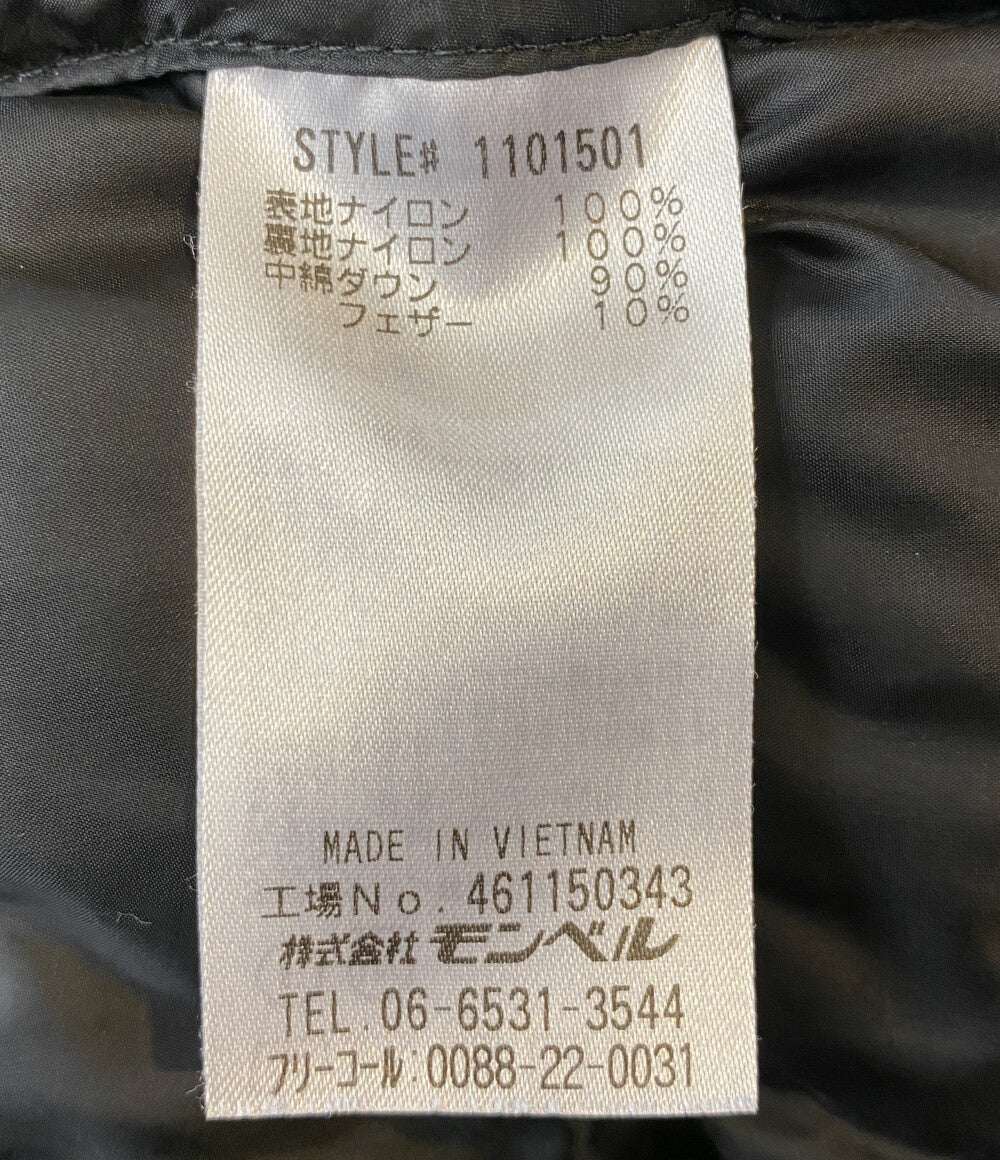 STYLE# 1101501
表地ナイロン 100%
裏地ナイロン 100%
中綿ダウン 90%
フェザー 10%
MADE IN VIETNAM
工場No. 461150343
株式会社モンベル
TEL.06-6531-3544
フリーコール:0088-22-0031